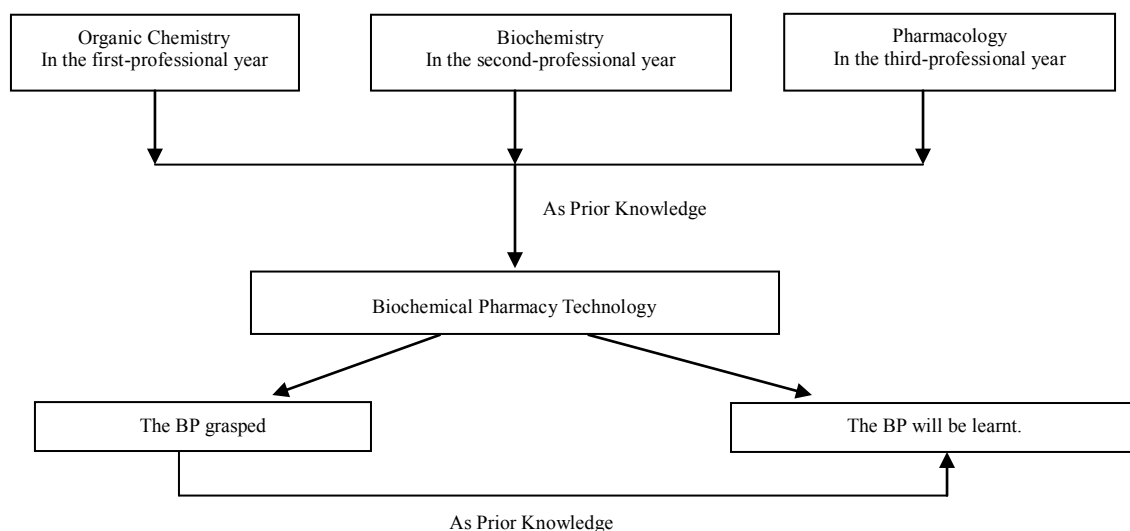 Organic Chemistry
In the first-professional year
Biochemistry
In the second-professional year
Pharmacology
In the third-professional year
As Prior Knowledge
Biochemical Pharmacy Technology
The BP grasped
The BP will be learnt.
As Prior Knowledge